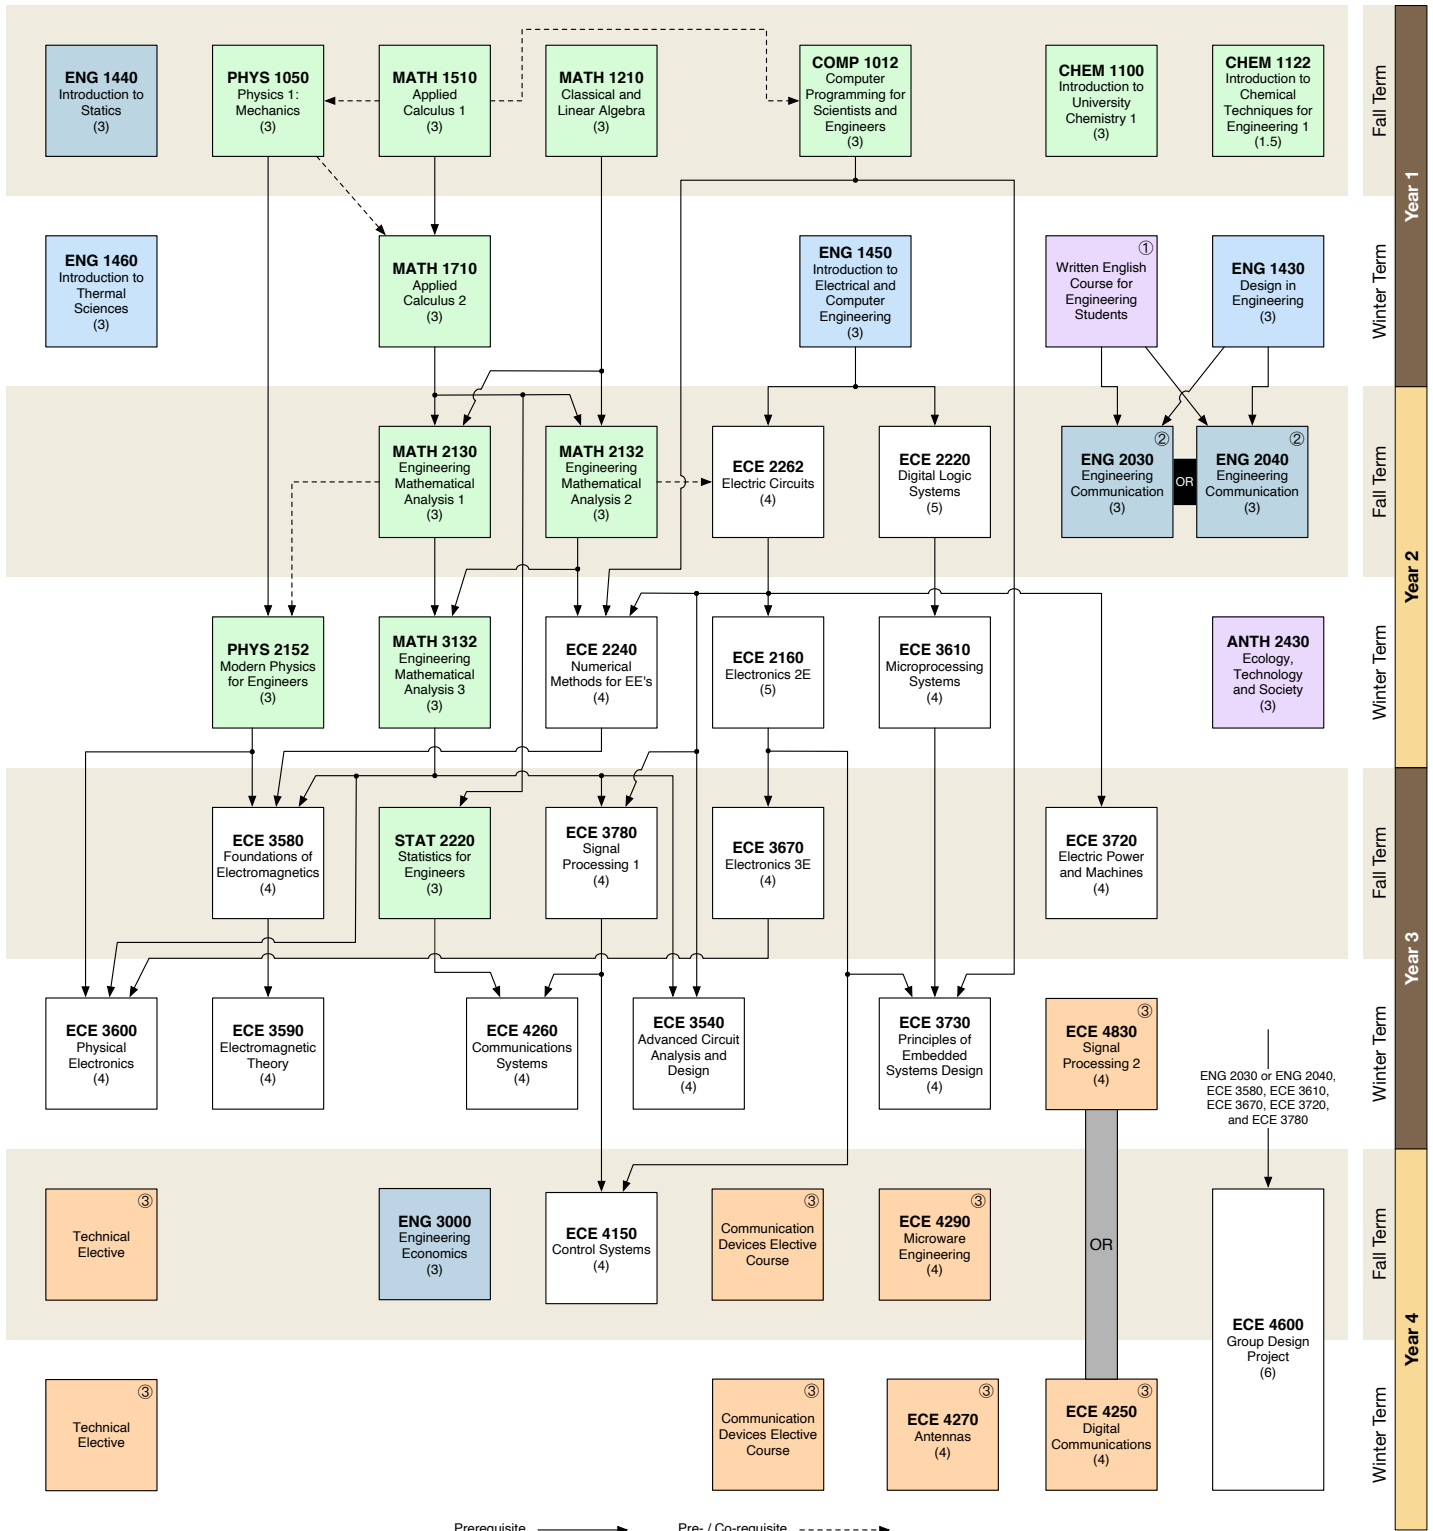 ENG 1440
Introduction to
Statics
(3)
PHYS 1050
Physics 1:
Mechanics
(3)
MATH 1510
Applied
Calculus 1
(3)
MATH 1210
Classical and
Linear Algebra
(3)
COMP 1012
Computer
Programming for
Scientists and
Engineers
(3)
CHEM 1100
Introduction to
University
Chemistry 1
(3)
CHEM 1122
Introduction to
Chemical
Techniques for
Engineering 1
(1.5)
Fall Term
Year 1
ENG 1460
Introduction to
Thermal
Sciences
(3)
MATH 1710
Applied
Calculus 2
(3)
ENG 1450
Introduction to
Electrical and
Computer
Engineering
(3)
①
Written English
Course for
Engineering
Students
ENG 1430
Design in
Engineering
(3)
Winter Term
MATH 2130
Engineering
Mathematical
Analysis 1
(3)
MATH 2132
Engineering
Mathematical
Analysis 2
(3)
ECE 2262
Electric Circuits
(4)
ECE 2220
Digital Logic
Systems
(5)
②
ENG 2030
Engineering
Communication
(3)
OR
②
ENG 2040
Engineering
Communication
(3)
Fall Term
Year 2
PHYS 2152
Modern Physics
for Engineers
(3)
MATH 3132
Engineering
Mathematical
Analysis 3
(3)
ECE 2240
Numerical
Methods for EE's
(4)
ECE 2160
Electronics 2E
(5)
ECE 3610
Microprocessing
Systems
(4)
ANTH 2430
Ecology,
Technology
and Society
(3)
Winter Term
ECE 3580
Foundations of
Electromagnetics
(4)
STAT 2220
Statistics for
Engineers
(3)
ECE 3780
Signal
Processing 1
(4)
ECE 3670
Electronics 3E
(4)
ECE 3720
Electric Power
and Machines
(4)
Fall Term
Year 3
ECE 3600
Physical
Electronics
(4)
ECE 3590
Electromagnetic
Theory
(4)
ECE 4260
Communications
Systems
(4)
ECE 3540
Advanced Circuit
Analysis and
Design
(4)
ECE 3730
Principles of
Embedded
Systems Design
(4)
③
ECE 4830
Signal
Processing 2
(4)
ENG 2030 or ENG 2040,
ECE 3580, ECE 3610,
ECE 3670, ECE 3720,
and ECE 3780
Winter Term
③
Technical
Elective
ENG 3000
Engineering
Economics
(3)
ECE 4150
Control Systems
(4)
③
Communication
Devices Elective
Course
③
ECE 4290
Microware
Engineering
(4)
OR
ECE 4600
Group Design
Project
(6)
Fall Term
Year 4
③
Technical
Elective
③
Communication
Devices Elective
Course
③
ECE 4270
Antennas
(4)
③
ECE 4250
Digital
Communications
(4)
Winter Term
Prerequisite
Pre- / Co-requisite